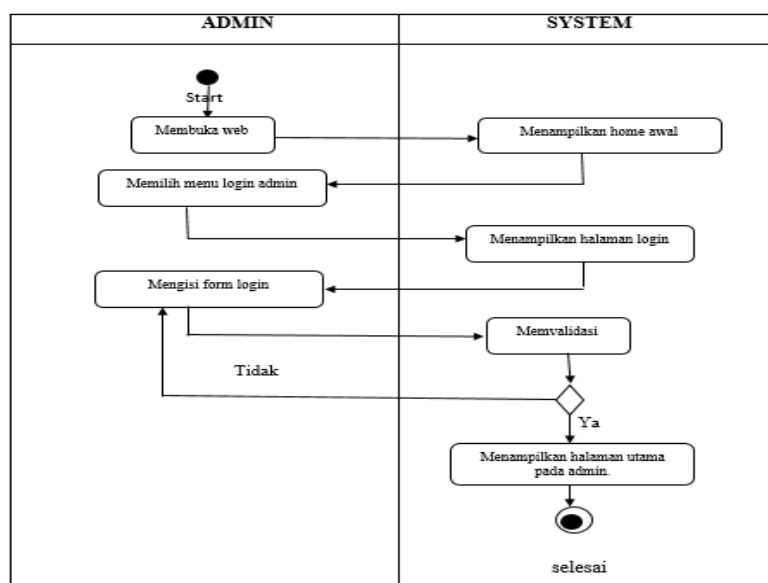 ADMIN
SYSTEM
Start
Membuka web
Menampilkan home awal
Memilih menu login admin
Menampilkan halaman login
Mengisi form login
Memvalidasi
Tidak
Ya
Menampilkan halaman utama
pada admin.
selesai